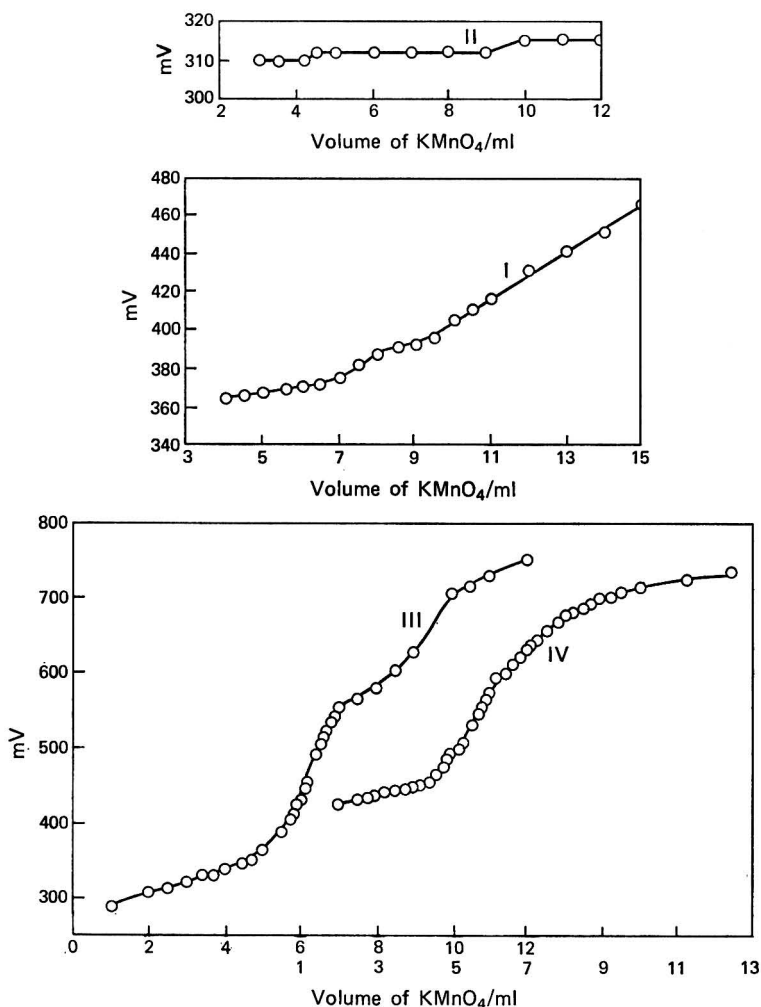 320
310
300
mV
II
2 4 6 8 10 12
Volume of KMnO₄/ml
480
460
440
420
400
380
360
340
mV
I
3 5 7 9 11 13 15
Volume of KMnO₄/ml
800
700
600
500
400
300
mV
III
IV
0 2 4 6 8 10 12 13
1 3 5 7 9 11 13
Volume of KMnO₄/ml